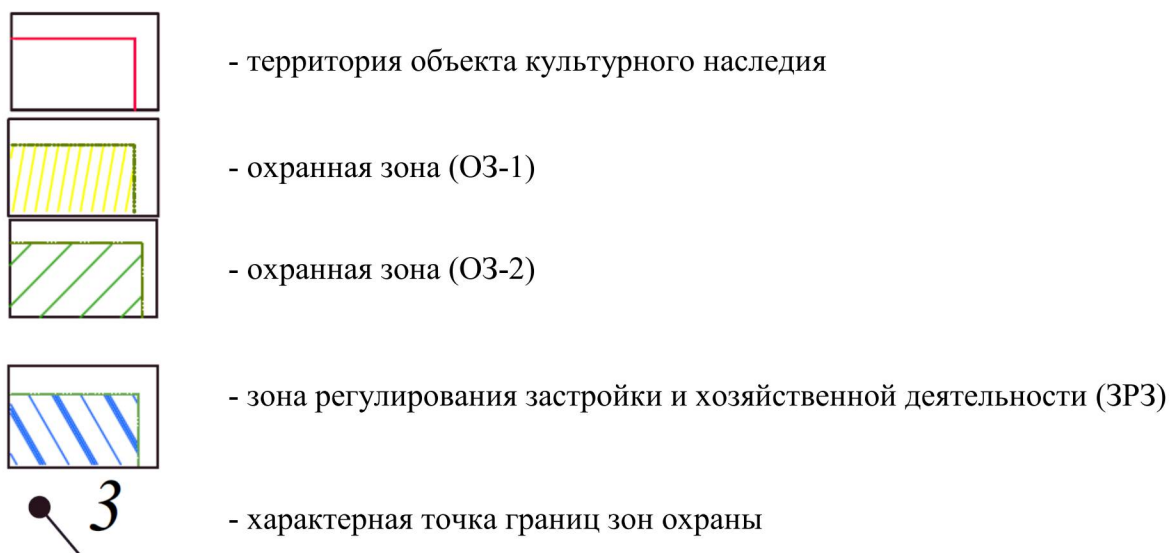 - территория объекта культурного наследия
- охранная зона (ОЗ-1)
- охранная зона (ОЗ-2)
- зона регулирования застройки и хозяйственной деятельности (ЗРЗ)
3 - характерная точка границ зон охраны